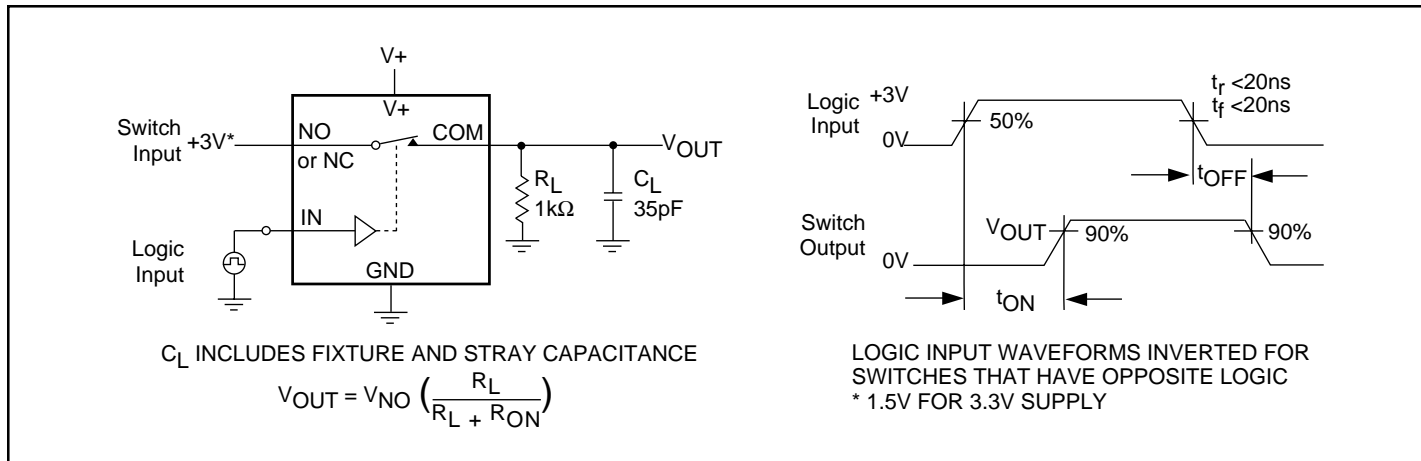 V+
V+
Switch Input +3V*
NO
or NC
COM
VOUT
RL
1kΩ
CL
35pF
IN
Logic Input
GND
CL INCLUDES FIXTURE AND STRAY CAPACITANCE
VOUT = VNO (RL / RL + RON)
Logic Input
+3V
0V
50%
tr <20ns
tf <20ns
tOFF
Switch Output
VOUT
0V
90%
90%
tON
LOGIC INPUT WAVEFORMS INVERTED FOR
SWITCHES THAT HAVE OPPOSITE LOGIC
* 1.5V FOR 3.3V SUPPLY